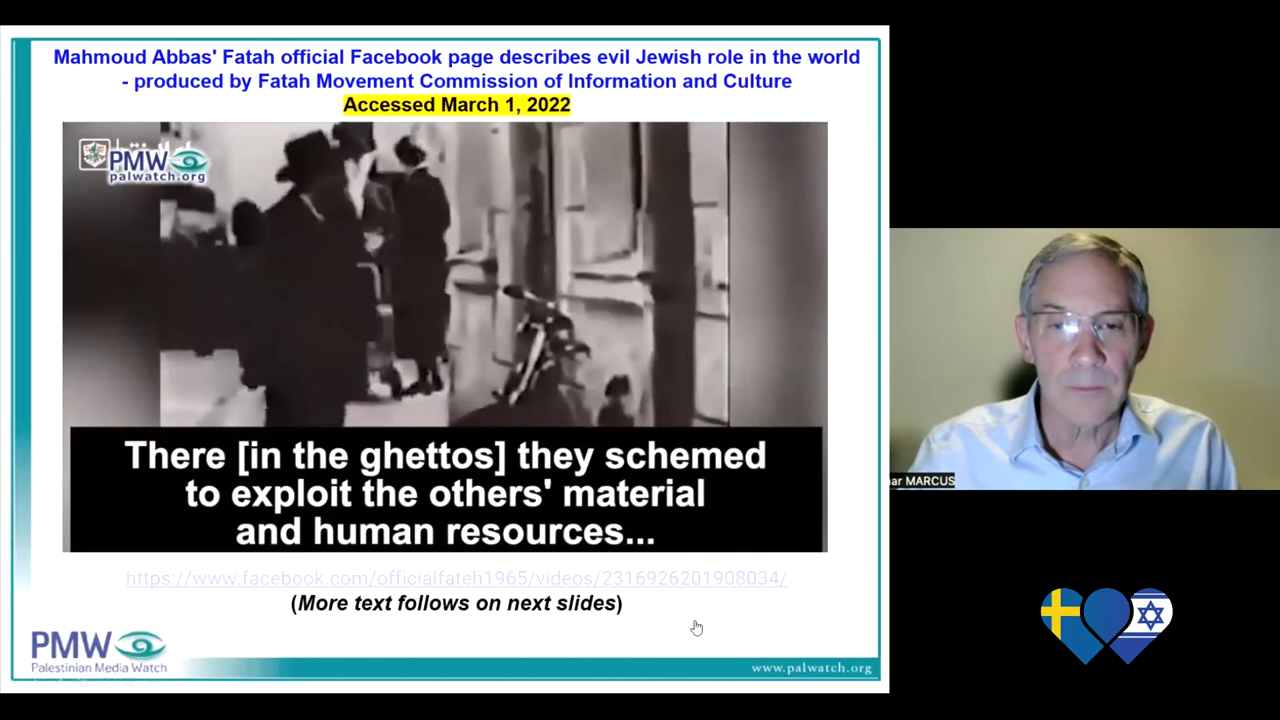 Mahmoud Abbas' Fatah official Facebook page describes evil Jewish role in the world
- produced by Fatah Movement Commission of Information and Culture
Accessed March 1, 2022
PMW
palwatch.org
There [in the ghettos] they schemed
to exploit the others' material
and human resources...
https://www.facebook.com/officialfateh1965/videos/2316926201908034/
(More text follows on next slides)
PMW
Palestinian Media Watch
www.palwatch.org
ar MARCUS